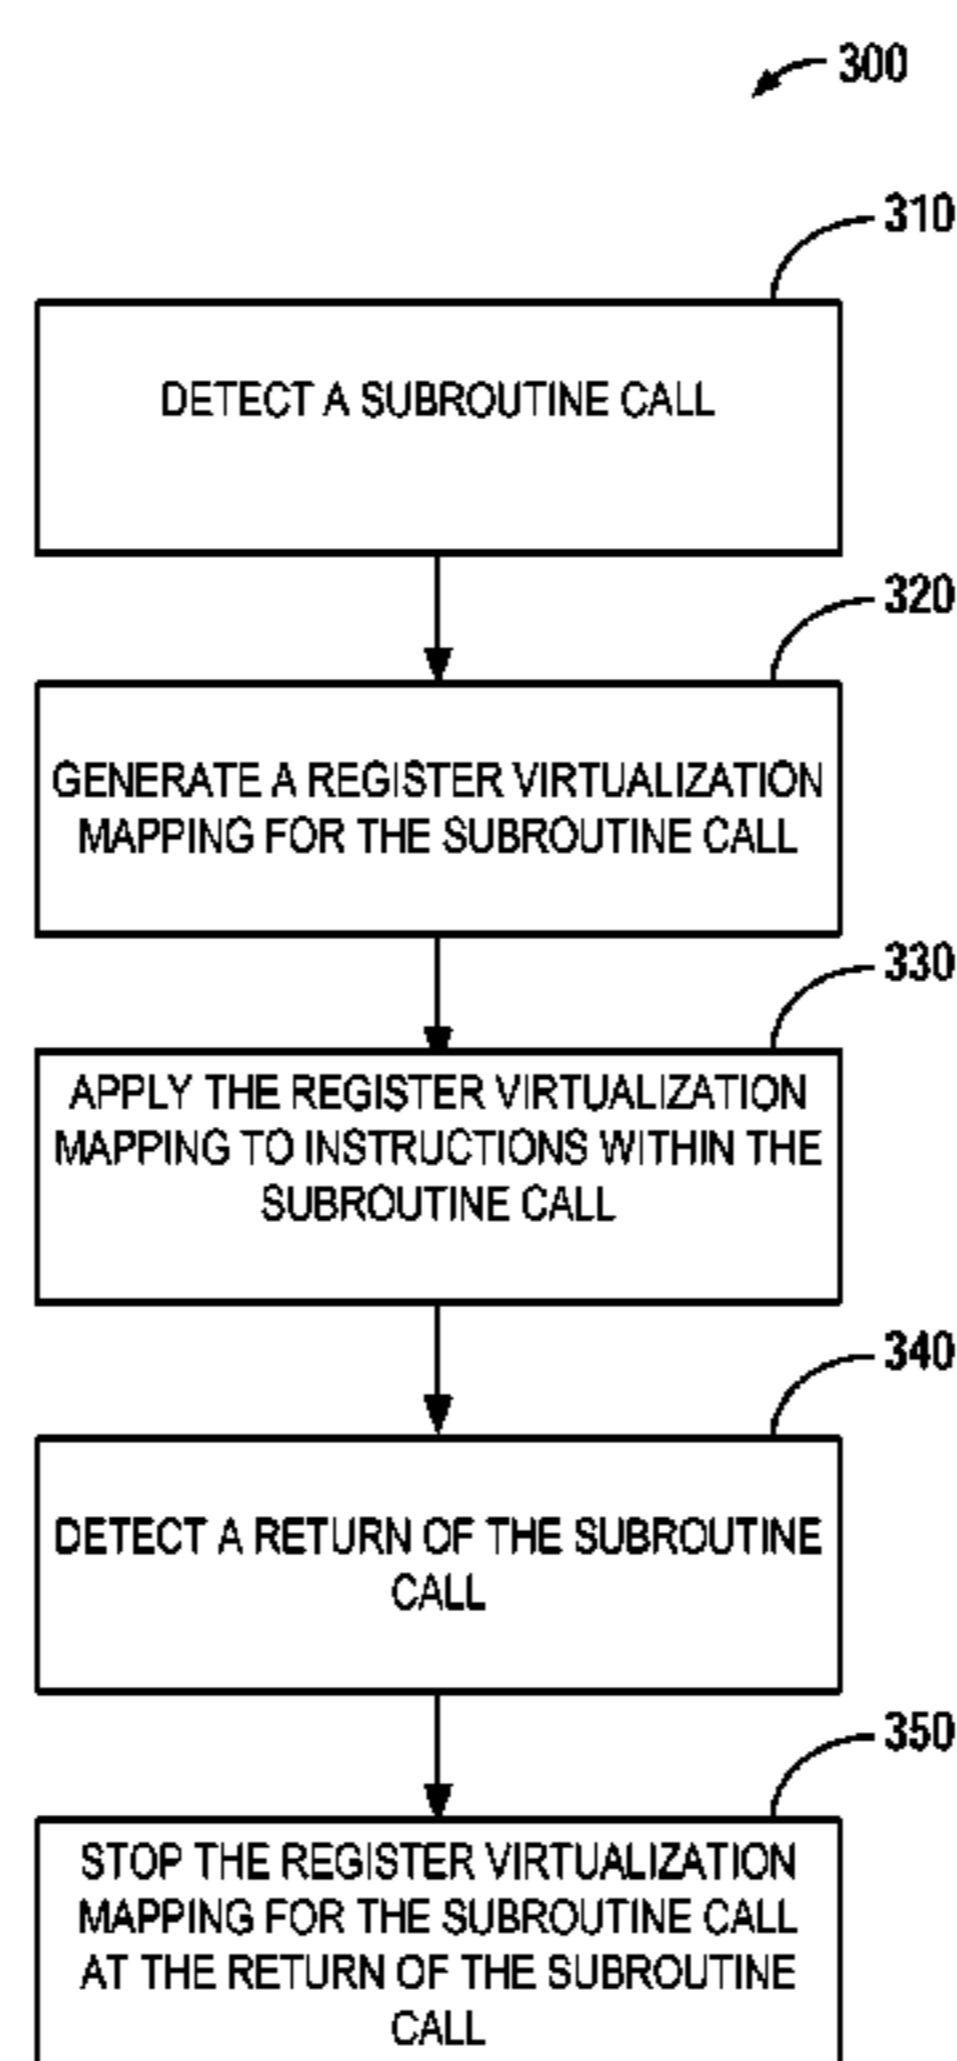 300
310
DETECT A SUBROUTINE CALL
320
GENERATE A REGISTER VIRTUALIZATION
MAPPING FOR THE SUBROUTINE CALL
330
APPLY THE REGISTER VIRTUALIZATION
MAPPING TO INSTRUCTIONS WITHIN THE
SUBROUTINE CALL
340
DETECT A RETURN OF THE SUBROUTINE
CALL
350
STOP THE REGISTER VIRTUALIZATION
MAPPING FOR THE SUBROUTINE CALL
AT THE RETURN OF THE SUBROUTINE
CALL